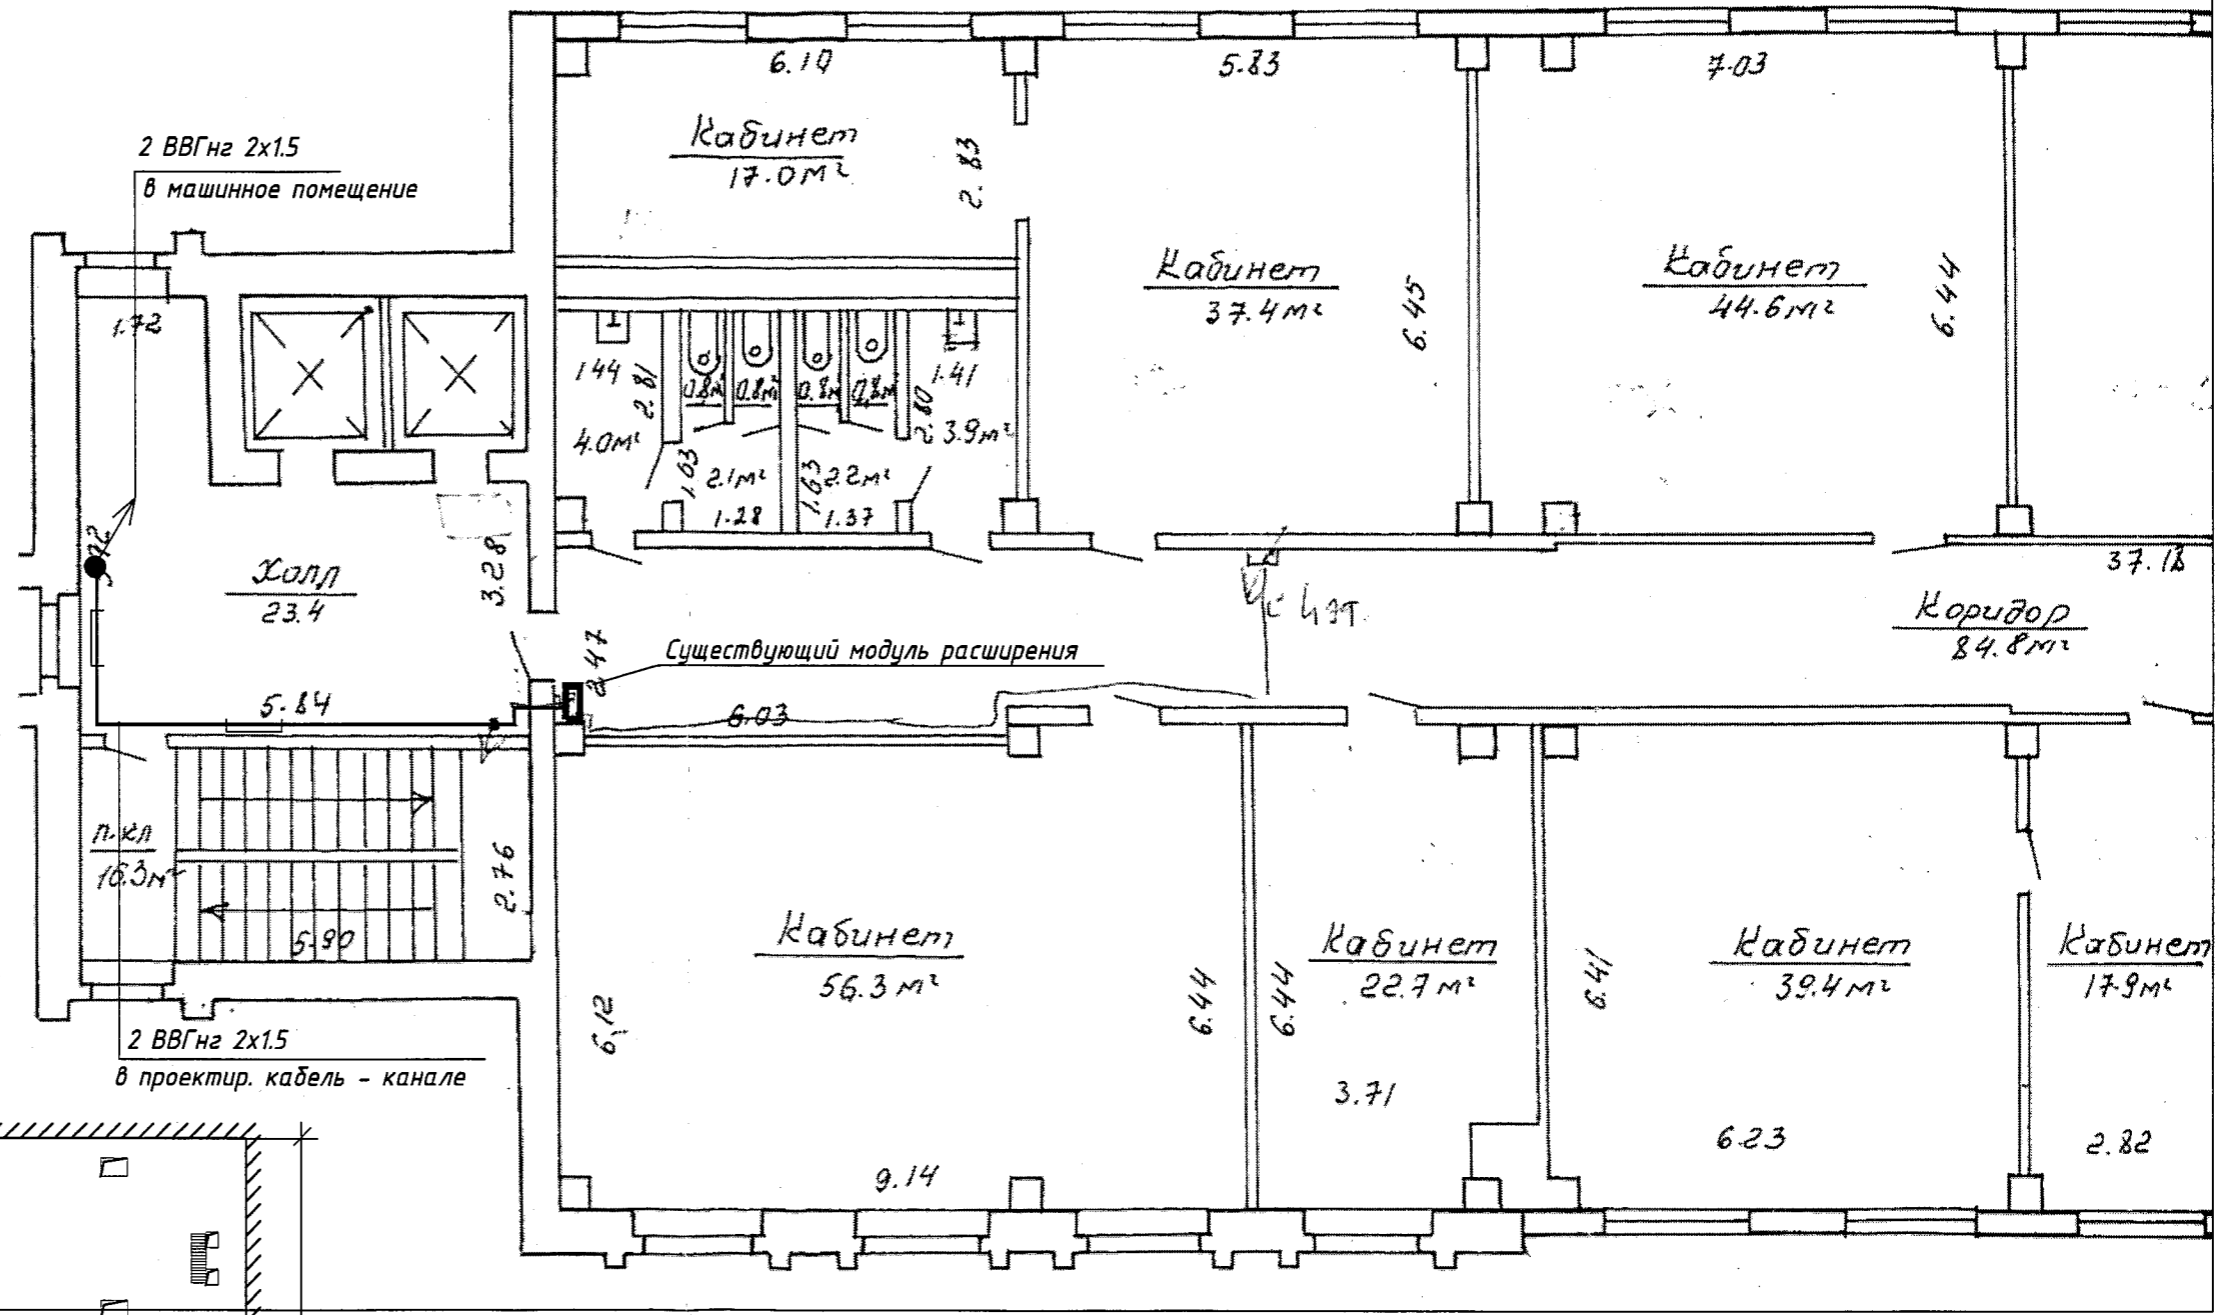 6.10
5.83
7.03
2 ВВГнг 2х1.5
в машинное помещение
Кабинет
17.0м²
2.83
Кабинет
37.4м²
6.45
Кабинет
44.6м²
6.44
1.72
1.44
2.81
0.8м²
0.8м²
0.8м
0.8м
1.41
2.80
4.0м²
3.9м²
1.63
2.1м²
1.63
2.2м²
1.28
1.37
Холл
23.4
3.28
37.13
Коридор
84.8м²
2.47
Существующий модуль расширения
5.84
6.03
п.кл
16.3м²
2.76
5.90
Кабинет
56.3м²
6.12
6.44
Кабинет
22.7м²
6.44
3.71
Кабинет
39.4м²
6.41
Кабинет
17.9м²
2 ВВГнг 2х1.5
в проектир. кабель - канале
9.14
6.23
2.82